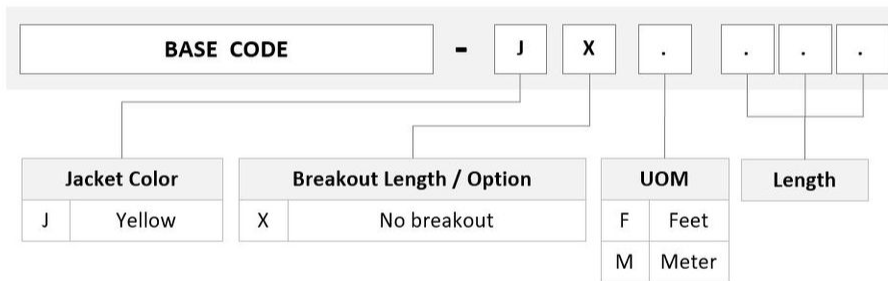 BASE CODE - J X . . . .
Jacket Color
J Yellow
Breakout Length / Option
X No breakout
UOM
F Feet
M Meter
Length